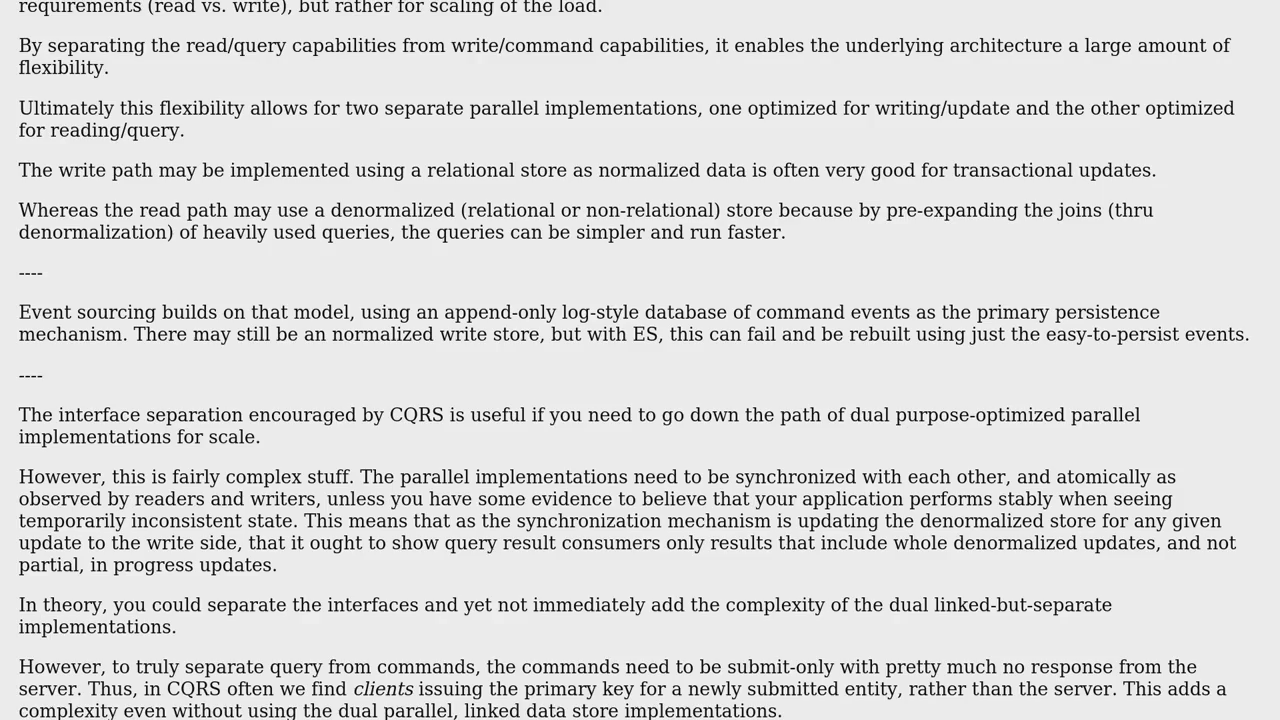 requirements (read vs. write), but rather for scaling of the load.
By separating the read/query capabilities from write/command capabilities, it enables the underlying architecture a large amount of
flexibility.
Ultimately this flexibility allows for two separate parallel implementations, one optimized for writing/update and the other optimized
for reading/query.
The write path may be implemented using a relational store as normalized data is often very good for transactional updates.
Whereas the read path may use a denormalized (relational or non-relational) store because by pre-expanding the joins (thru
denormalization) of heavily used queries, the queries can be simpler and run faster.
----
Event sourcing builds on that model, using an append-only log-style database of command events as the primary persistence
mechanism. There may still be an normalized write store, but with ES, this can fail and be rebuilt using just the easy-to-persist events.
----
The interface separation encouraged by CQRS is useful if you need to go down the path of dual purpose-optimized parallel
implementations for scale.
However, this is fairly complex stuff. The parallel implementations need to be synchronized with each other, and atomically as
observed by readers and writers, unless you have some evidence to believe that your application performs stably when seeing
temporarily inconsistent state. This means that as the synchronization mechanism is updating the denormalized store for any given
update to the write side, that it ought to show query result consumers only results that include whole denormalized updates, and not
partial, in progress updates.
In theory, you could separate the interfaces and yet not immediately add the complexity of the dual linked-but-separate
implementations.
However, to truly separate query from commands, the commands need to be submit-only with pretty much no response from the
server. Thus, in CQRS often we find clients issuing the primary key for a newly submitted entity, rather than the server. This adds a
complexity even without using the dual parallel, linked data store implementations.